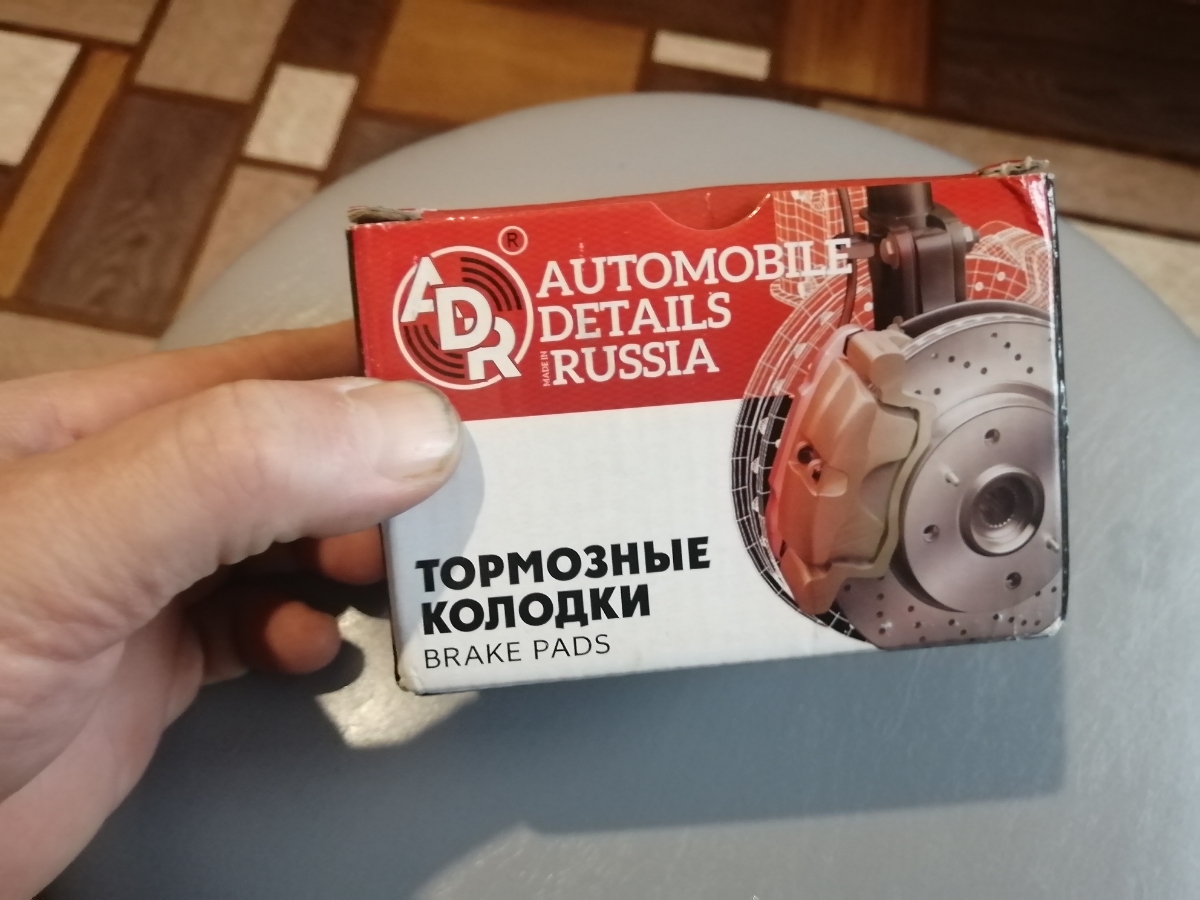 ADR
®
AUTOMOBILE
DETAILS
MADE IN RUSSIA
ТОРМОЗНЫЕ
КОЛОДКИ
BRAKE PADS